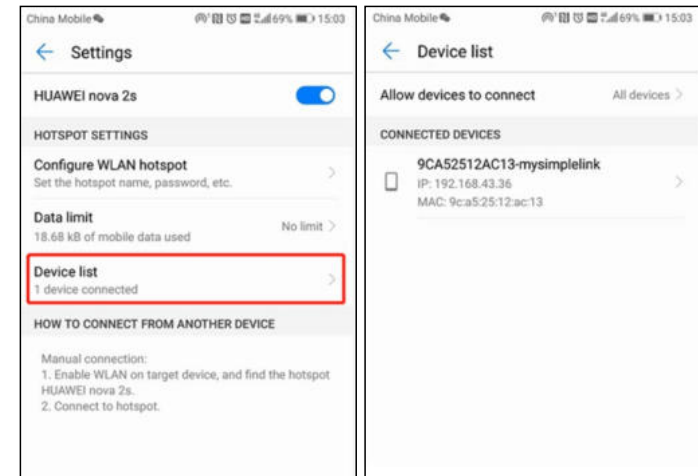 China Mobile 69% 15:03
Settings
HUAWEI nova 2s
HOTSPOT SETTINGS
Configure WLAN hotspot
Set the hotspot name, password, etc.
Data limit
18.68 kB of mobile data used
No limit
Device list
1 device connected
HOW TO CONNECT FROM ANOTHER DEVICE
Manual connection:
1. Enable WLAN on target device, and find the hotspot
HUAWEI nova 2s.
2. Connect to hotspot.
China Mobile 69% 15:03
Device list
Allow devices to connect All devices
CONNECTED DEVICES
9CA52512AC13-mysimplelink
IP: 192.168.43.36
MAC: 9c:a5:25:12:ac:13